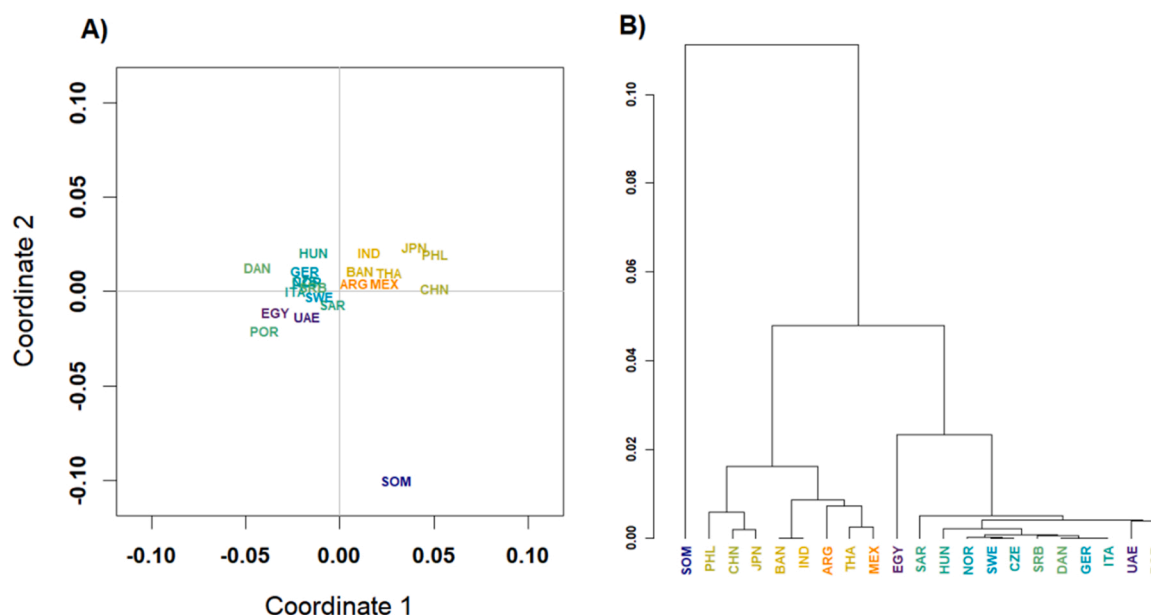 A)
0.10
0.05
0.00
-0.05
-0.10
Coordinate 2
HUN
IND
JPN
PHL
DAN
GER
BAN
THA
NOR
SRB
ARG
MEX
CHN
ITA
SWE
SAR
EGY
UAE
POR
SOM
-0.10
-0.05
0.00
0.05
0.10
Coordinate 1
B)
0.10
0.08
0.06
0.04
0.02
0.00
SOM
PHL
CHN
JPN
BAN
IND
ARG
THA
MEX
EGY
SAR
HUN
NOR
SWE
CZE
SRB
DAN
GER
ITA
UAE